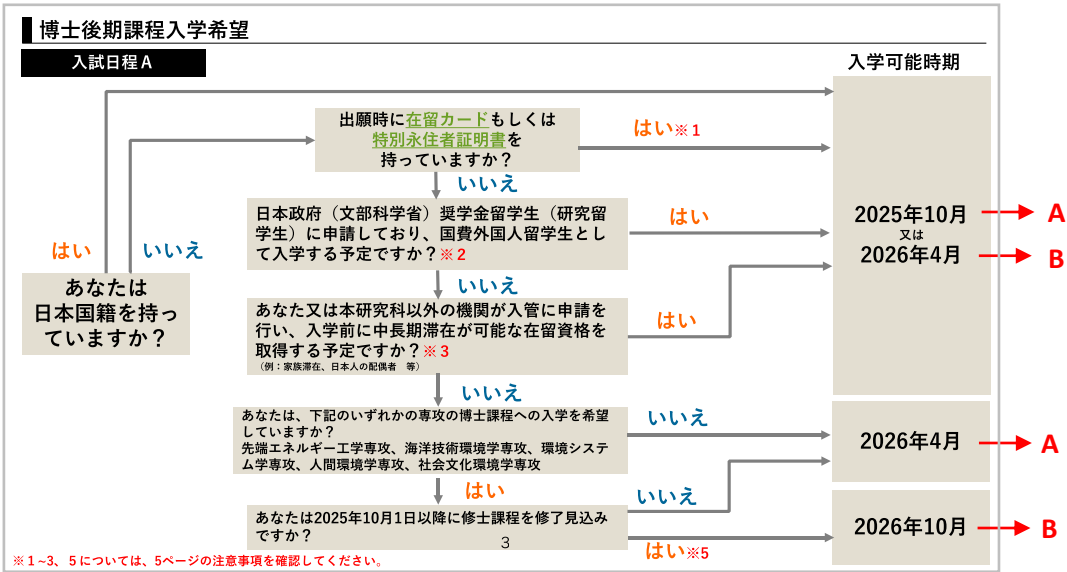 博士後期課程入学希望
入試日程A
入学可能時期
出願時に在留カードもしくは
特別永住者証明書を
持っていますか？
はい※1
いいえ
日本政府（文部科学省）奨学金留学生（研究留
学生）に申請しており、国費外国人留学生とし
て入学する予定ですか？※2
はい
2025年10月
又は
2026年4月
A
B
はい
いいえ
あなたは
日本国籍を持っ
ていますか？
いいえ
あなた又は本研究科以外の機関が入管に申請を
行い、入学前に中長期滞在が可能な在留資格を
取得する予定ですか？※3
（例：家族滞在、日本人の配偶者　等）
はい
いいえ
あなたは、下記のいずれかの専攻の博士課程への入学を希望
していますか？
先端エネルギー工学専攻、海洋技術環境学専攻、環境システ
ム学専攻、人間環境学専攻、社会文化環境学専攻
いいえ
2026年4月
A
はい
いいえ
あなたは2025年10月1日以降に修士課程を修了見込み
ですか？
はい※5
2026年10月
B
3
※1~3、5については、5ページの注意事項を確認してください。